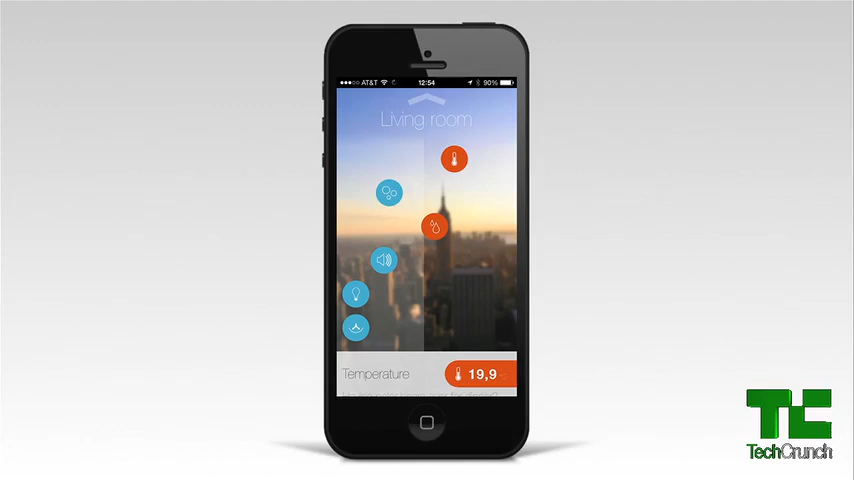 AT&T 12:54 90%
Living room
Temperature 19,9
TechCrunch